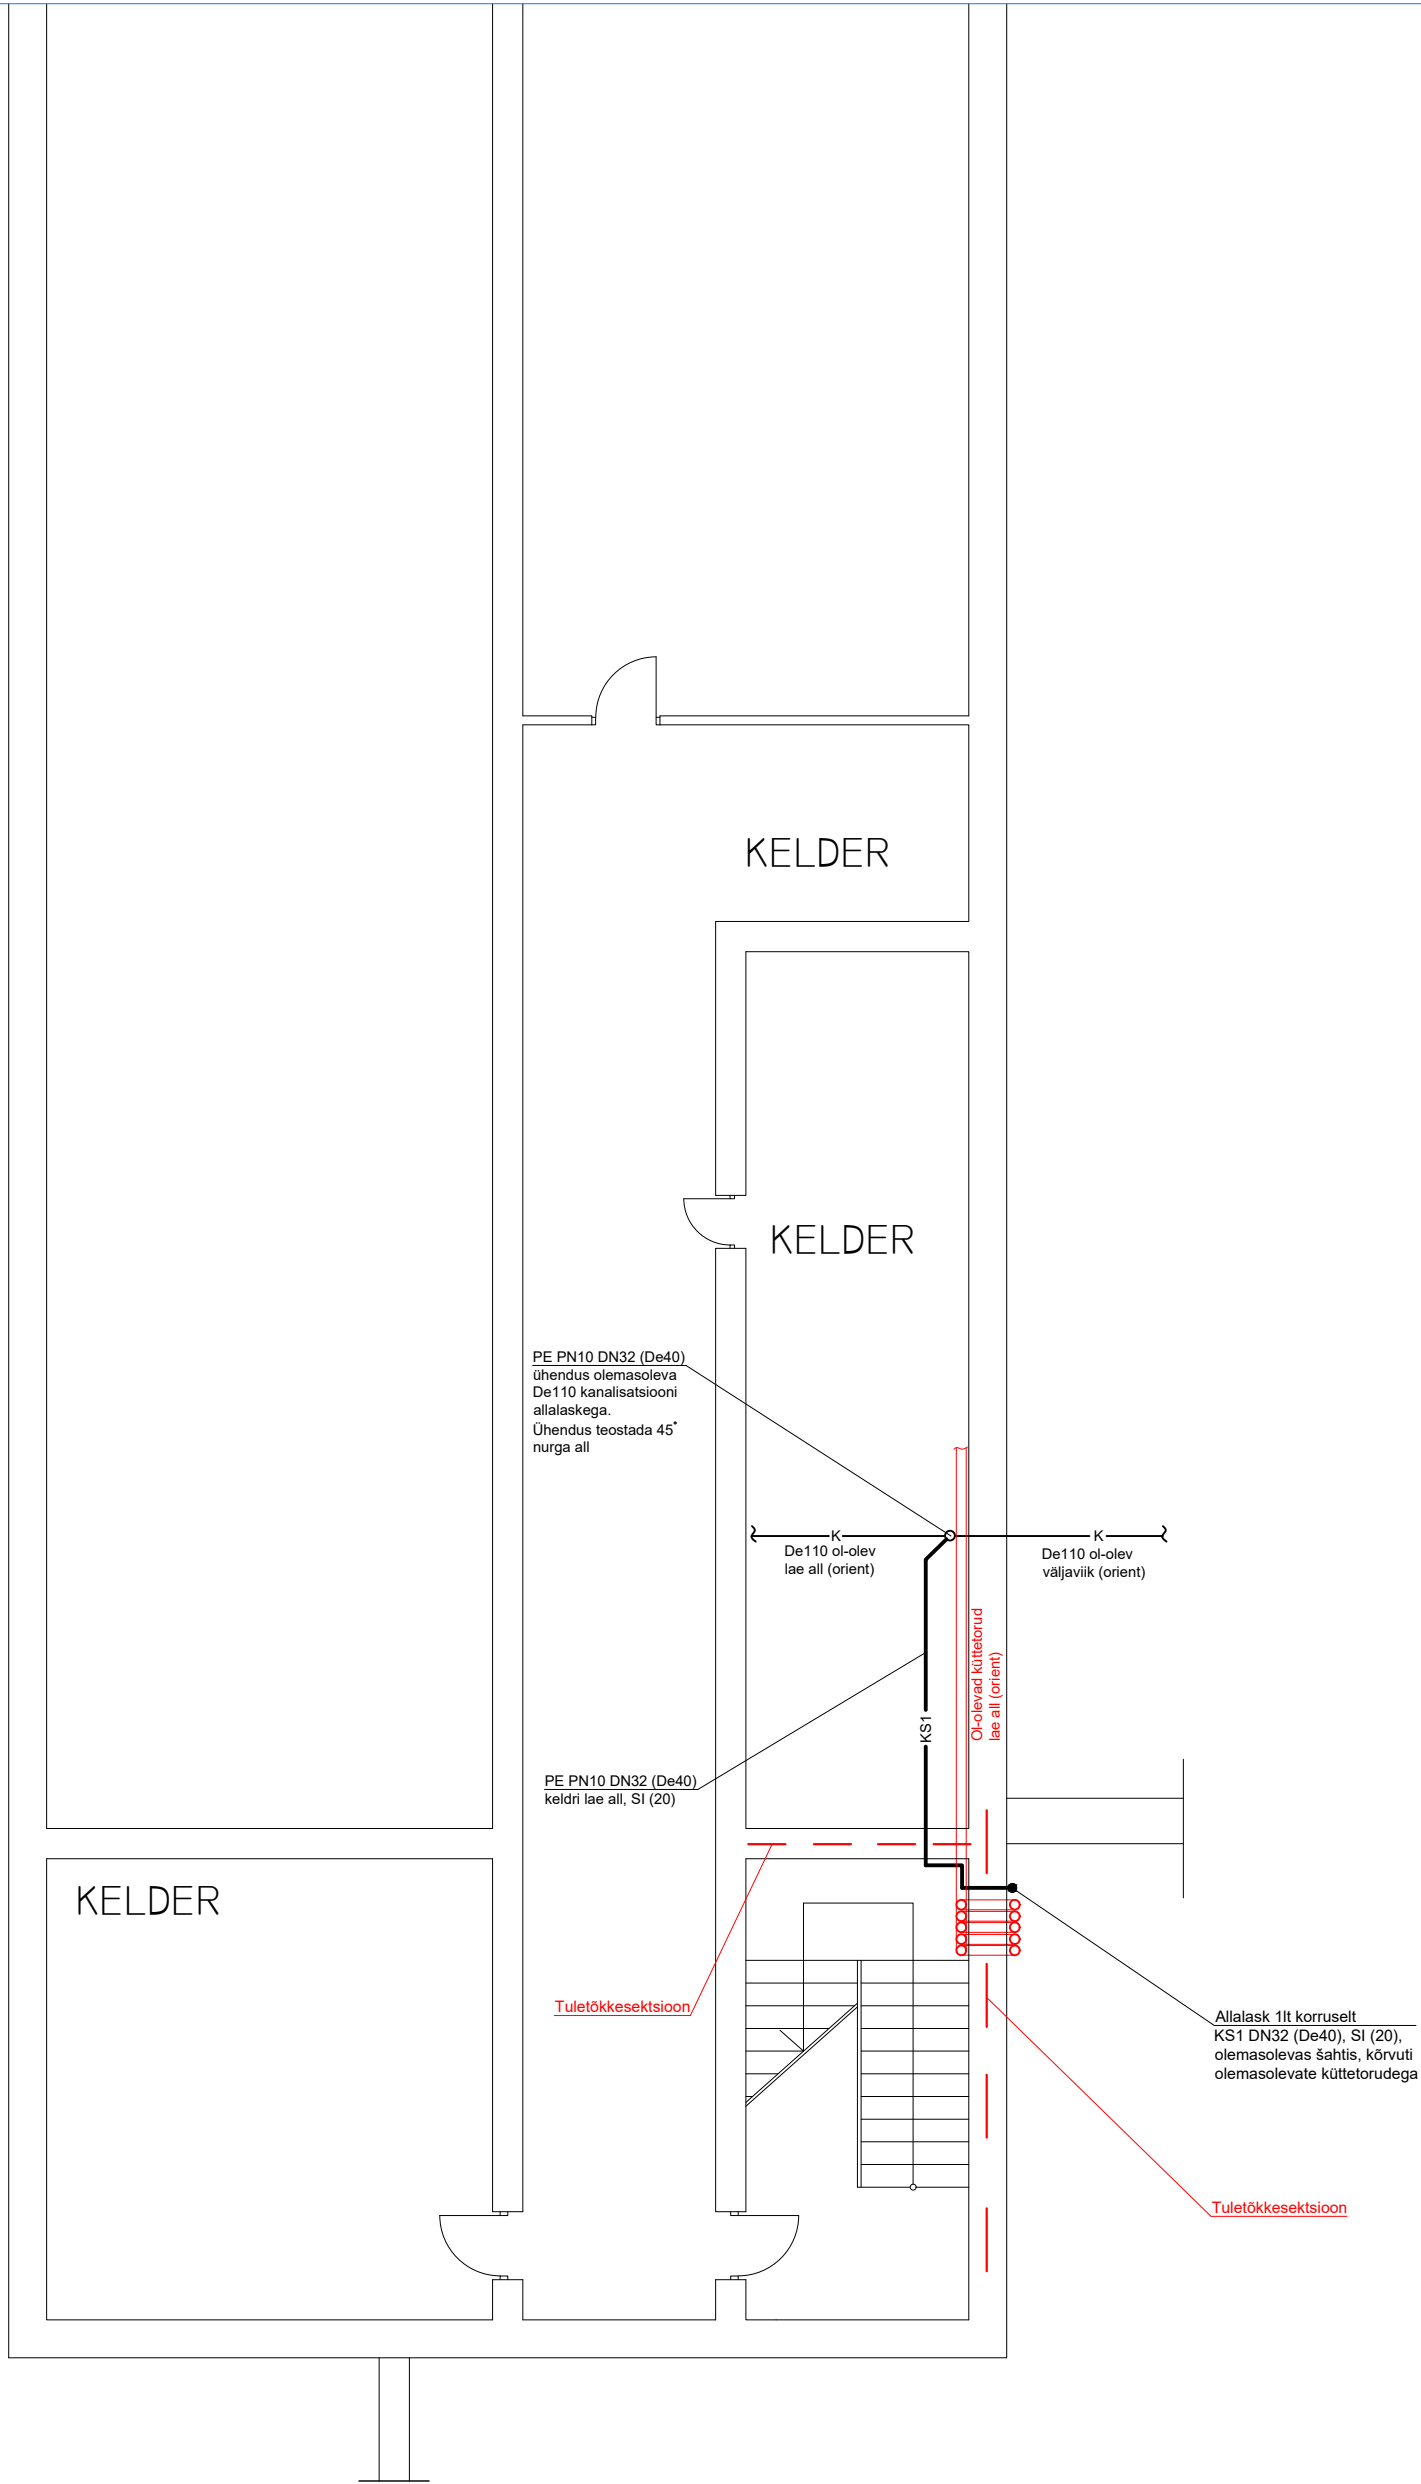 KELDER
KELDER
PE PN10 DN32 (De40)
ühendus olemasoleva
De110 kanalisatsiooni
allalaskega.
Ühendus teostada 45°
nurga all
K
De110 ol-olev
lae all (orient)
K
De110 ol-olev
väljaviik (orient)
Ol-olevad küttetorud
lae all (orient)
KS1
PE PN10 DN32 (De40)
keldri lae all, SI (20)
KELDER
Tuletõkkesektsioon
Allalask 1lt korruselt
KS1 DN32 (De40), SI (20),
olemasolevas šahtis, kõrvuti
olemasolevate küttetorudega
Tuletõkkesektsioon